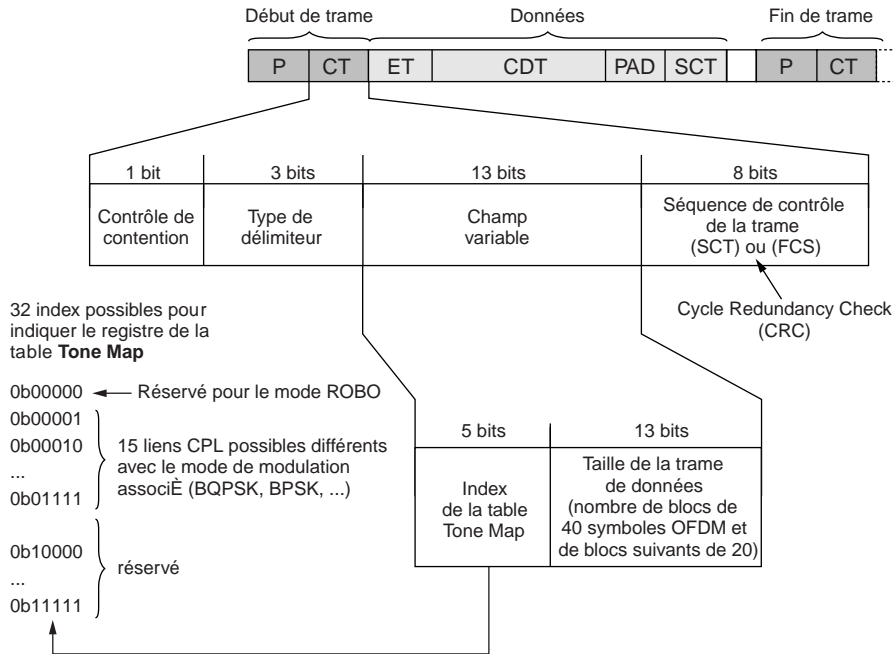 Début de trame
Données
Fin de trame
P
CT
ET
CDT
PAD
SCT
P
CT
1 bit
3 bits
13 bits
8 bits
Contrôle de
contention
Type de
délimiteur
Champ
variable
Séquence de contrôle
de la trame
(SCT) ou (FCS)
Cycle Redundancy Check
(CRC)
32 index possibles pour
indiquer le registre de la
table Tone Map
0b00000
Réservé pour le mode ROBO
0b00001
0b00010
...
0b01111
15 liens CPL possibles différents
avec le mode de modulation
associÈ (BQPSK, BPSK, ...)
0b10000
...
0b11111
réservé
5 bits
13 bits
Index
de la table
Tone Map
Taille de la trame
de données
(nombre de blocs de
40 symboles OFDM et
de blocs suivants de 20)